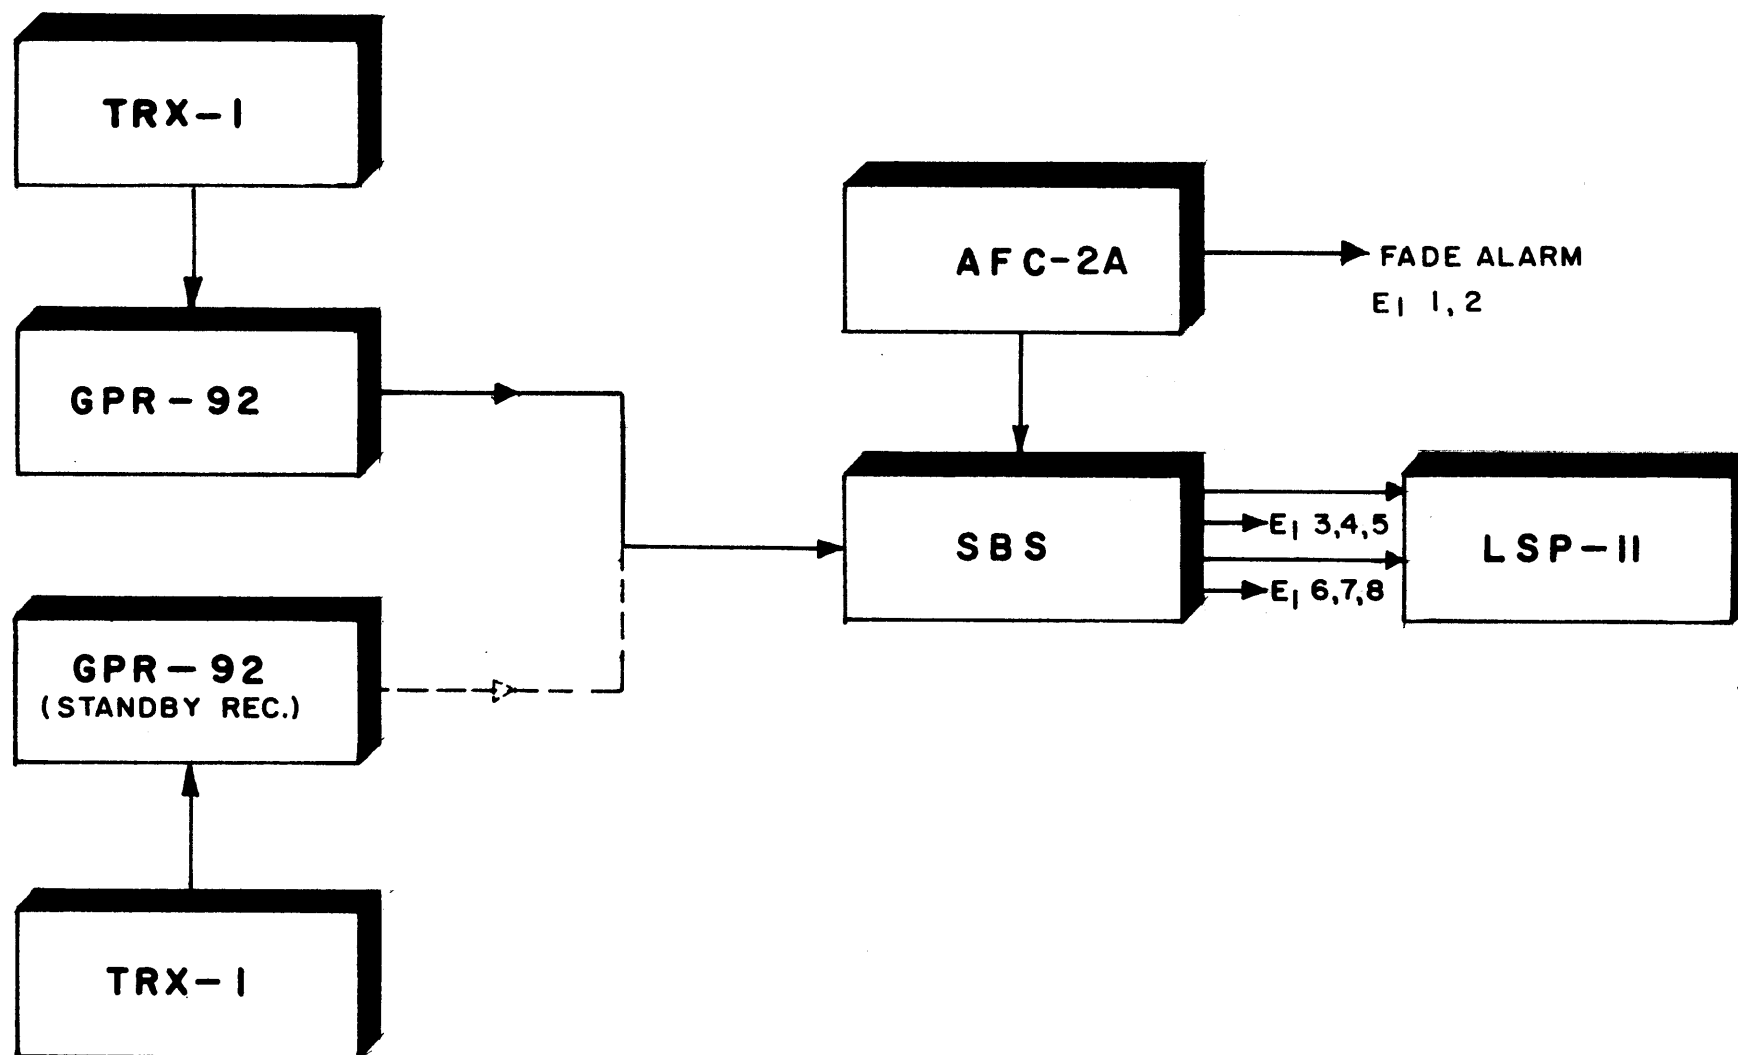 TRX-1
AFC-2A
FADE ALARM
E1 1, 2
GPR-92
SBS
E1 3,4,5
E1 6,7,8
LSP-11
GPR-92
(STANDBY REC.)
TRX-1